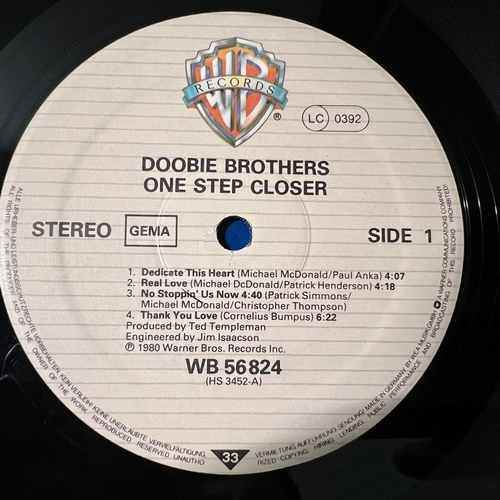 WB
RECORDS
®
LC 0392
DOOBIE BROTHERS
ONE STEP CLOSER
STEREO GEMA SIDE 1
1. Dedicate This Heart (Michael McDonald/Paul Anka) 4:07
2. Real Love (Michael DcDonald/Patrick Henderson) 4:18
3. No Stoppin' Us Now 4:40 (Patrick Simmons/
Michael McDonald/Christopher Thompson)
4. Thank You Love (Cornelius Bumpus) 6:22
Produced by Ted Templeman
Engineered by Jim Isaacson
℗ 1980 Warner Bros. Records Inc.
WB 56 824
(HS 3452-A)
33